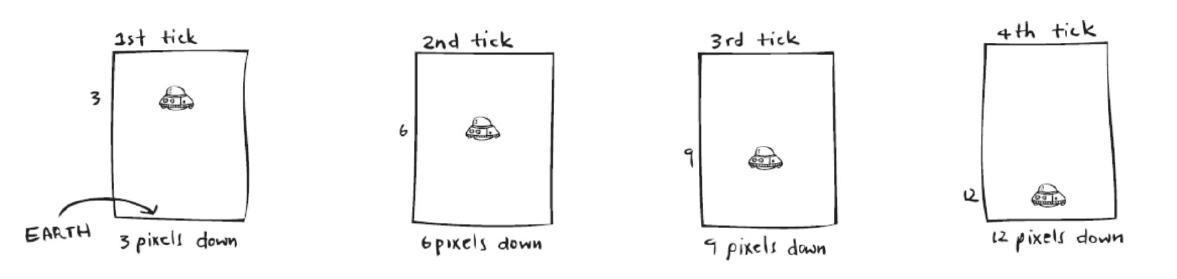 1st tick
3
EARTH
3 pixels down
2nd tick
6
6 pixels down
3rd tick
9
9 pixels down
4th tick
12
12 pixels down